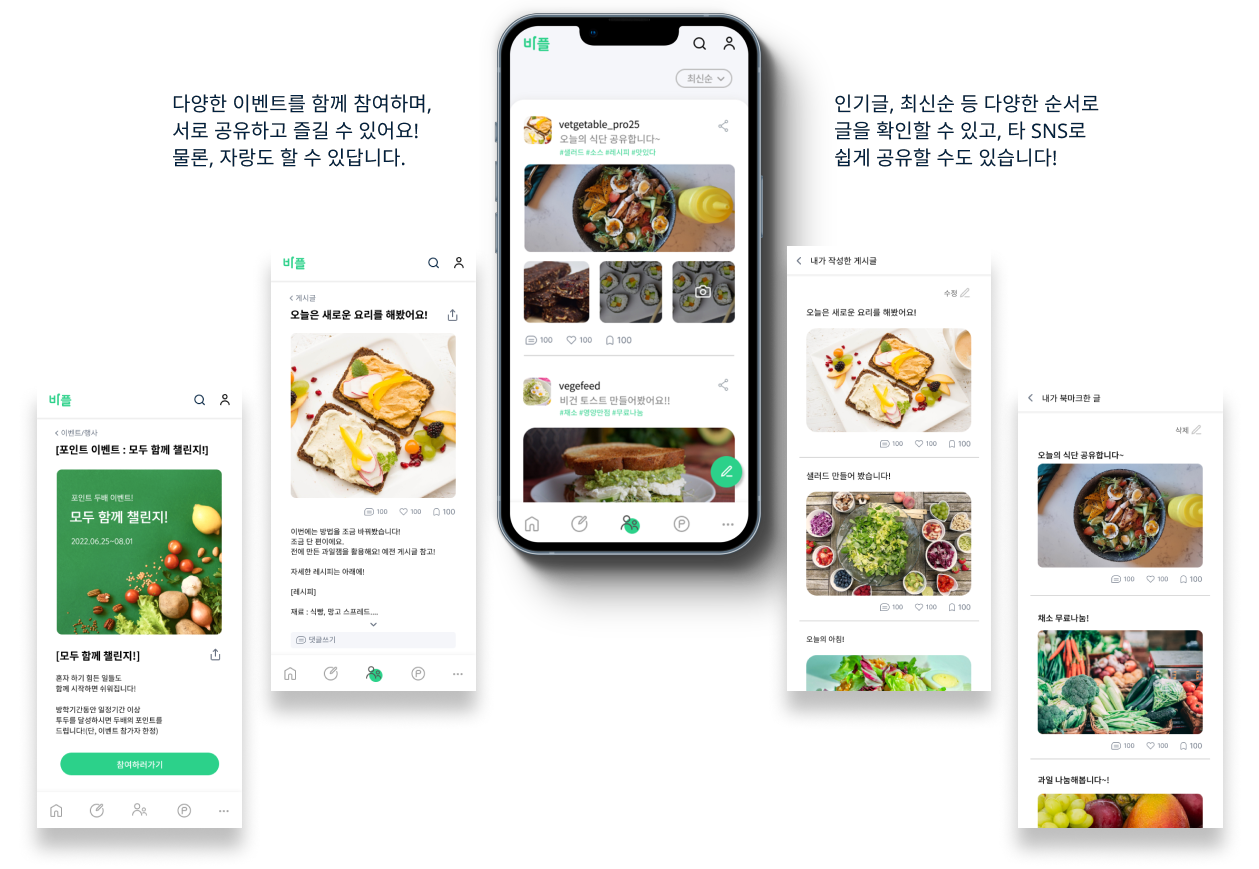 다양한 이벤트를 함께 참여하며,
서로 공유하고 즐길 수 있어요!
물론, 자랑도 할 수 있답니다.
인기글, 최신순 등 다양한 순서로
글을 확인할 수 있고, 타 SNS로
쉽게 공유할 수도 있습니다!
비플
이벤트/행사
[포인트 이벤트 : 모두 함께 챌린지!]
포인트 두배 이벤트!
모두 함께 챌린지!
2022.06.25~08.01
[모두 함께 챌린지!]
혼자 하기 힘든 일들도
함께 시작하면 쉬워집니다!
방학기간동안 일정기간 이상
투두를 달성하시면 두배의 포인트를
드립니다!(단, 이벤트 참가자 한정)
참여하러가기
P
비플
게시글
오늘은 새로운 요리를 해봤어요!
100 100 100
이번에는 방법을 조금 바꿔봤습니다!
조금 단 편이에요.
전에 만든 과일잼을 활용해요! 예전 게시글 참고!
자세한 레시피는 아래에!
[레시피]
재료 : 식빵, 망고 스프레드....
댓글쓰기
P
비플
최신순
vetgetable_pro25
오늘의 식단 공유합니다~
#샐러드 #소스 #레시피 #맛있다
100 100 100
vegefeed
비건 토스트 만들어봤어요!!
#채소 #영양만점 #무료나눔
P
내가 작성한 게시글
수정
오늘은 새로운 요리를 해봤어요!
100 100 100
샐러드 만들어 봤습니다!
100 100 100
오늘의 아침!
내가 북마크한 글
삭제
오늘의 식단 공유합니다~
100 100 100
채소 무료나눔!
100 100 100
과일 나눔해봅니다~!